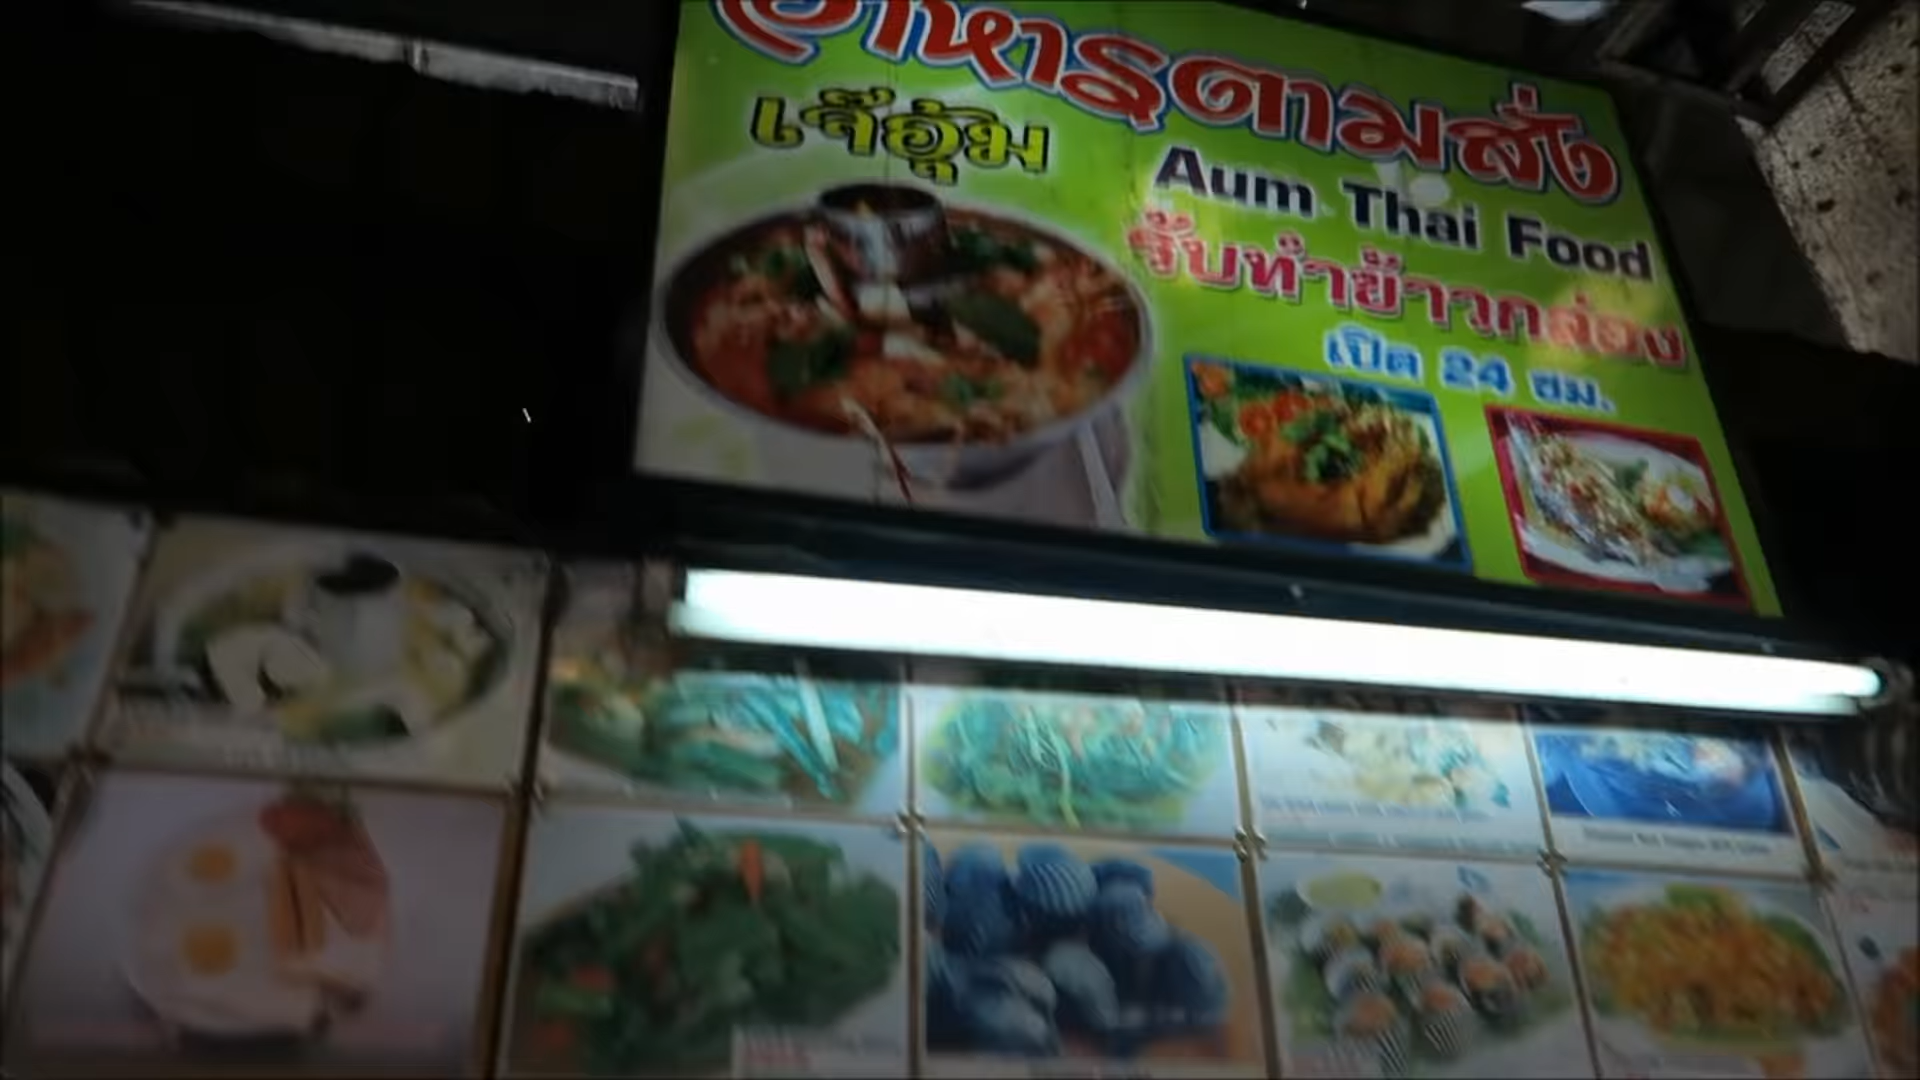 อาหารตามสั่ง
เจ๊อุ้ม
Aum Thai Food
รับทำข้าวกล่อง
เปิด 24 ชม.